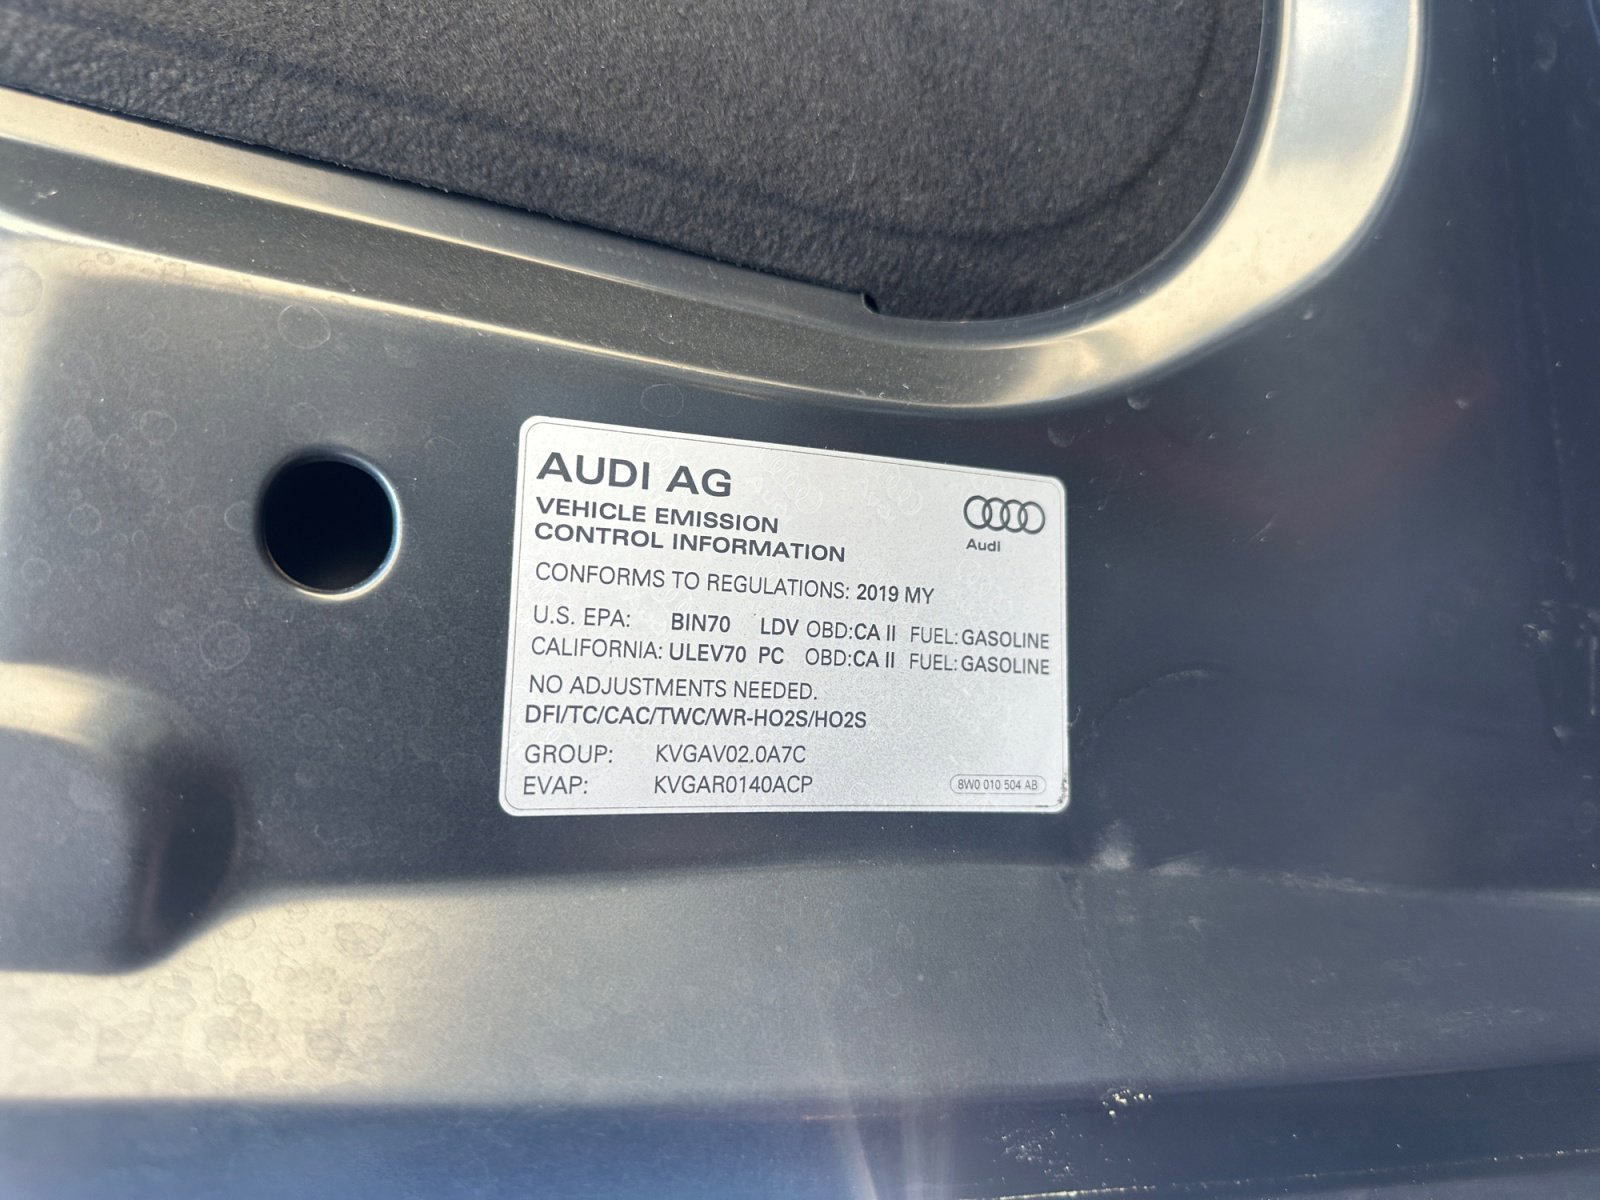 AUDI AG
VEHICLE EMISSION
CONTROL INFORMATION
Audi
CONFORMS TO REGULATIONS: 2019 MY
U.S. EPA: BIN70 LDV OBD:CA II FUEL:GASOLINE
CALIFORNIA: ULEV70 PC OBD:CA II FUEL:GASOLINE
NO ADJUSTMENTS NEEDED.
DFI/TC/CAC/TWC/WR-HO2S/HO2S
GROUP: KVGAV02.0A7C
EVAP: KVGAR0140ACP
8W0 010 504 AB